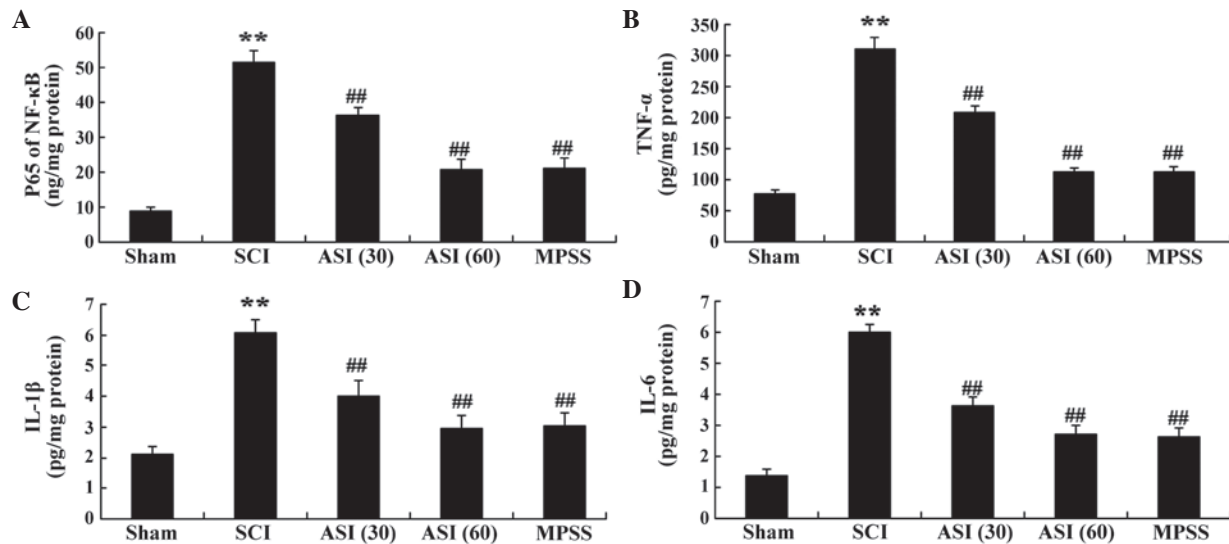 A
P65 of NF-κB
(ng/mg protein)
60
50
40
30
20
10
0
**
##
##
##
Sham SCI ASI (30) ASI (60) MPSS
B
TNF-α
(pg/mg protein)
350
300
250
200
150
100
50
0
**
##
##
##
Sham SCI ASI (30) ASI (60) MPSS
C
IL-1β
(pg/mg protein)
7
6
5
4
3
2
1
0
**
##
##
##
Sham SCI ASI (30) ASI (60) MPSS
D
IL-6
(pg/mg protein)
7
6
5
4
3
2
1
0
**
##
##
##
Sham SCI ASI (30) ASI (60) MPSS